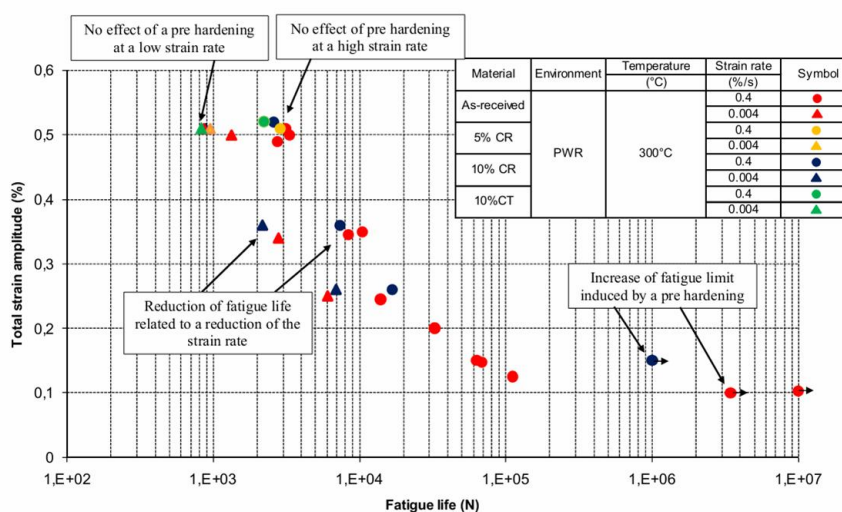 No effect of a pre hardening
at a low strain rate
No effect of pre hardening
at a high strain rate
Material Environment Temperature Strain rate Symbol
(°C) (%/s)
As-received PWR 300°C 0.4
0.004
5% CR 0.4
0.004
10% CR 0.4
0.004
10%CT 0.4
0.004
Reduction of fatigue life
related to a reduction of the
strain rate
Increase of fatigue limit
induced by a pre hardening
Total strain amplitude (%)
0,6
0,5
0,4
0,3
0,2
0,1
0
1,E+02 1,E+03 1,E+04 1,E+05 1,E+06 1,E+07
Fatigue life (N)